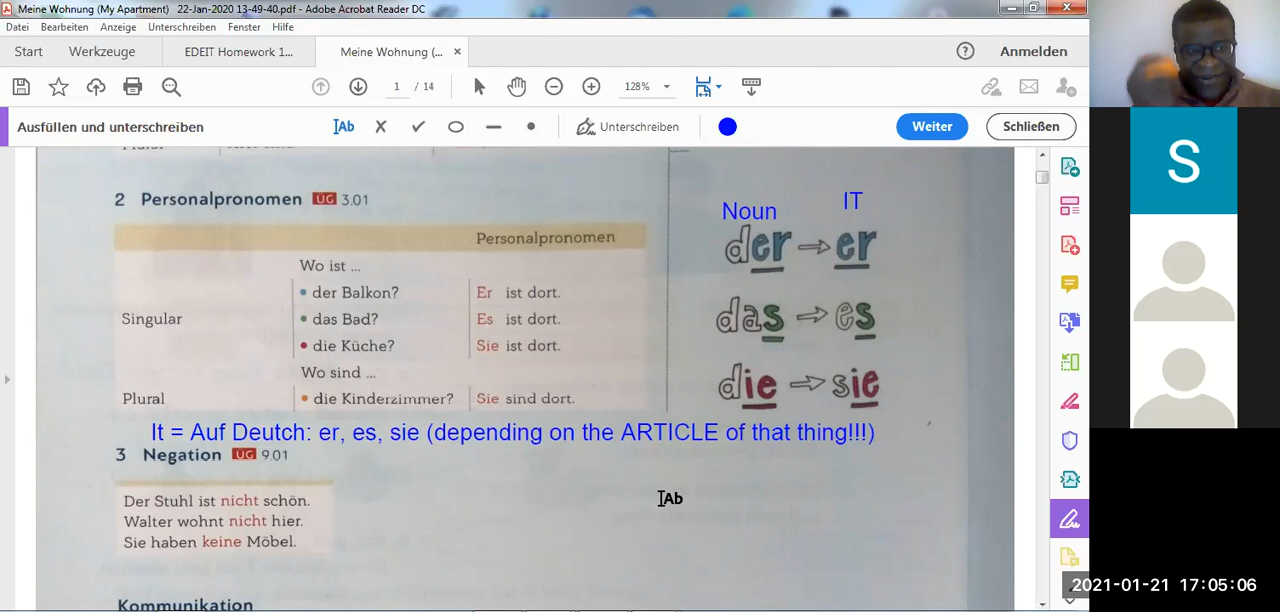 Meine Wohnung (My Apartment) 22-Jan-2020 13-49-40.pdf - Adobe Acrobat Reader DC
Datei Bearbeiten Anzeige Unterschreiben Fenster Hilfe
Start Werkzeuge EDEIT Homework 1... Meine Wohnung (... × Anmelden
1 / 14 128%
Ausfüllen und unterschreiben Ab Unterschreiben Weiter Schließen
2 Personalpronomen UG 3.01
Personalpronomen
Wo ist ...
• der Balkon? Er ist dort.
Singular • das Bad? Es ist dort.
• die Küche? Sie ist dort.
Wo sind ...
Plural • die Kinderzimmer? Sie sind dort.
Noun IT
der ⇒ er
das ⇒ es
die ⇒ sie
It = Auf Deutch: er, es, sie (depending on the ARTICLE of that thing!!!)
3 Negation UG 9.01
Der Stuhl ist nicht schön.
Walter wohnt nicht hier.
Sie haben keine Möbel.
Ab
Kommunikation
S
2021-01-21 17:05:06